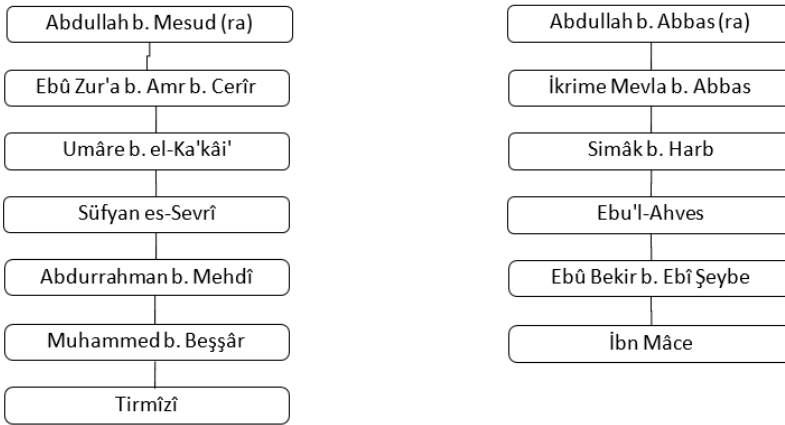 Abdullah b. Mesud (ra)
Ebû Zur'a b. Amr b. Cerîr
Umâre b. el-Ka'kâi'
Süfyan es-Sevrî
Abdurrahman b. Mehdî
Muhammed b. Beşşâr
Tirmîzî
Abdullah b. Abbas (ra)
İkrime Mevla b. Abbas
Simâk b. Harb
Ebu'l-Ahves
Ebû Bekir b. Ebî Şeybe
İbn Mâce